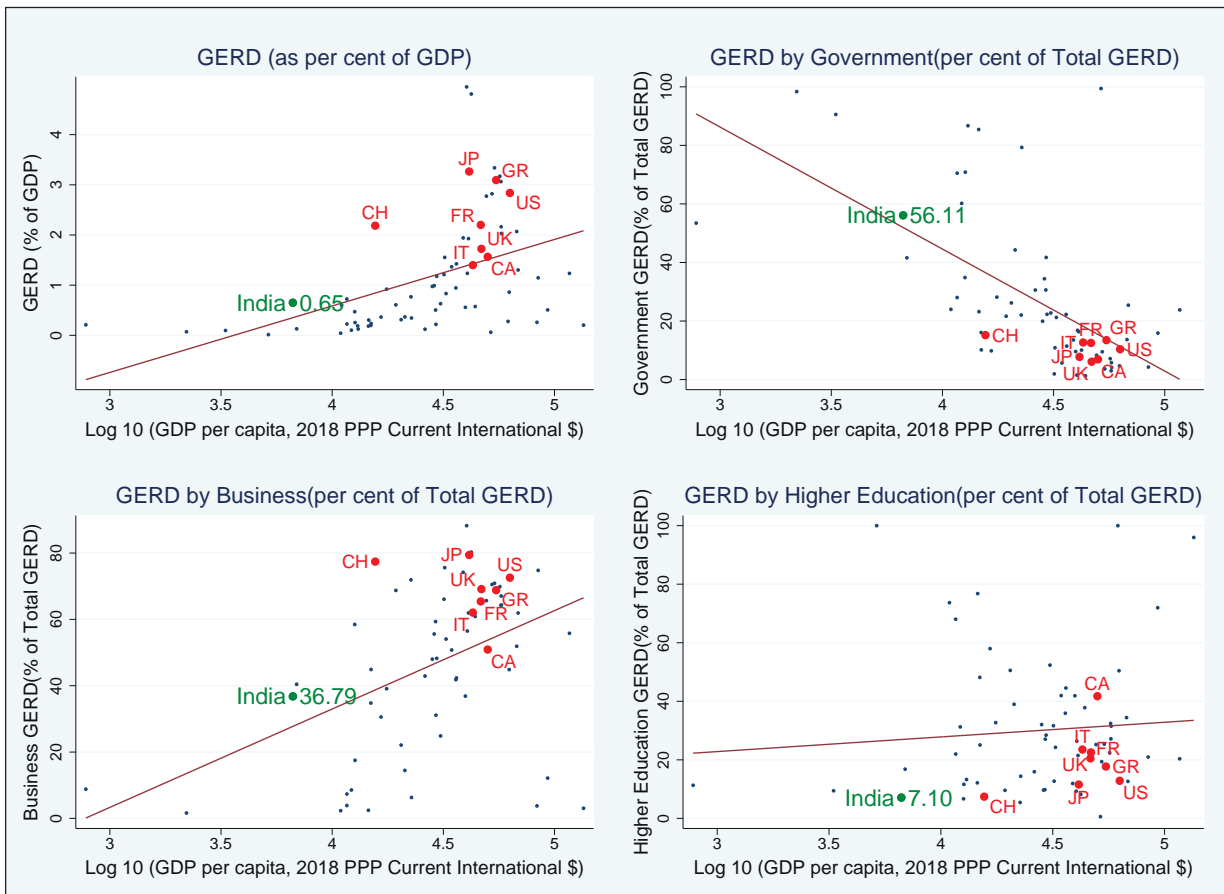 GERD (as per cent of GDP)
GERD (% of GDP)
0 1 2 3 4
JP
GR
US
CH
FR
UK
IT
CA
India 0.65
3 3.5 4 4.5 5
Log 10 (GDP per capita, 2018 PPP Current International $)
GERD by Government(per cent of Total GERD)
Government GERD(% of Total GERD)
0 20 40 60 80 100
India 56.11
CH
FR
GR
IT
US
JP
UK
CA
3 3.5 4 4.5 5
Log 10 (GDP per capita, 2018 PPP Current International $)
GERD by Business(per cent of Total GERD)
Business GERD(% of Total GERD)
0 20 40 60 80
CH
JP
US
UK
GR
FR
IT
CA
India 36.79
3 3.5 4 4.5 5
Log 10 (GDP per capita, 2018 PPP Current International $)
GERD by Higher Education(per cent of Total GERD)
Higher Education GERD(% of Total GERD)
0 20 40 60 80 100
CA
IT
FR
UK
GR
US
JP
CH
India 7.10
3 3.5 4 4.5 5
Log 10 (GDP per capita, 2018 PPP Current International $)